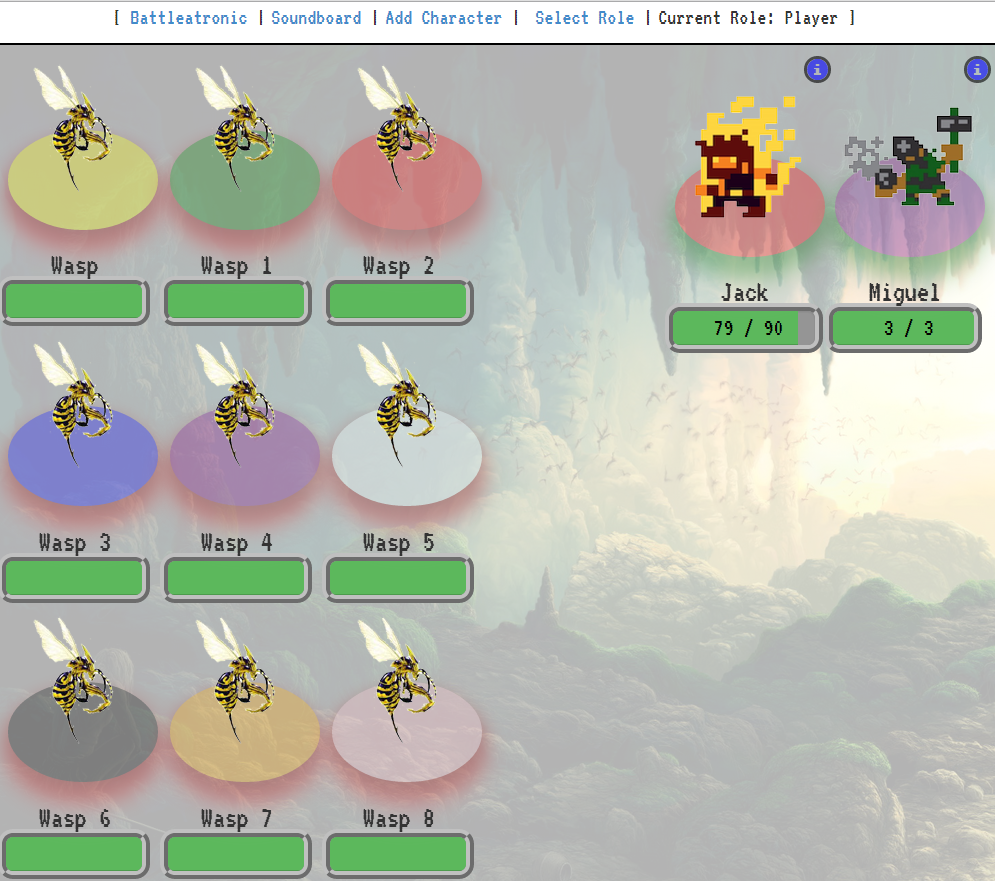 [ Battleatronic | Soundboard | Add Character | Select Role | Current Role: Player ]
i i
Wasp Wasp 1 Wasp 2
Jack Miguel
79 / 90 3 / 3
Wasp 3 Wasp 4 Wasp 5
Wasp 6 Wasp 7 Wasp 8